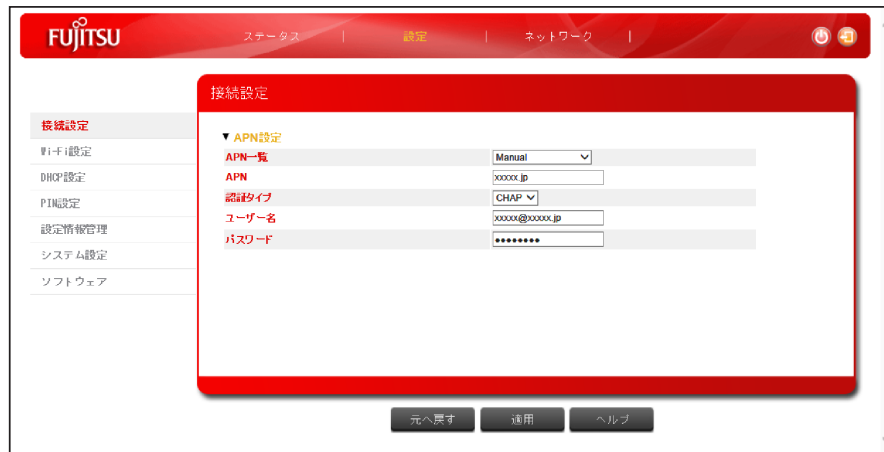 FUJITSU
ステータス | 設定 | ネットワーク |
接続設定
接続設定
Wi-Fi設定
DHCP設定
PIN設定
設定情報管理
システム設定
ソフトウェア
▼ APN設定
APN一覧 Manual
APN xxxxx.jp
認証タイプ CHAP
ユーザー名 xxxxx@xxxxx.jp
パスワード ••••••••
元へ戻す 適用 ヘルプ